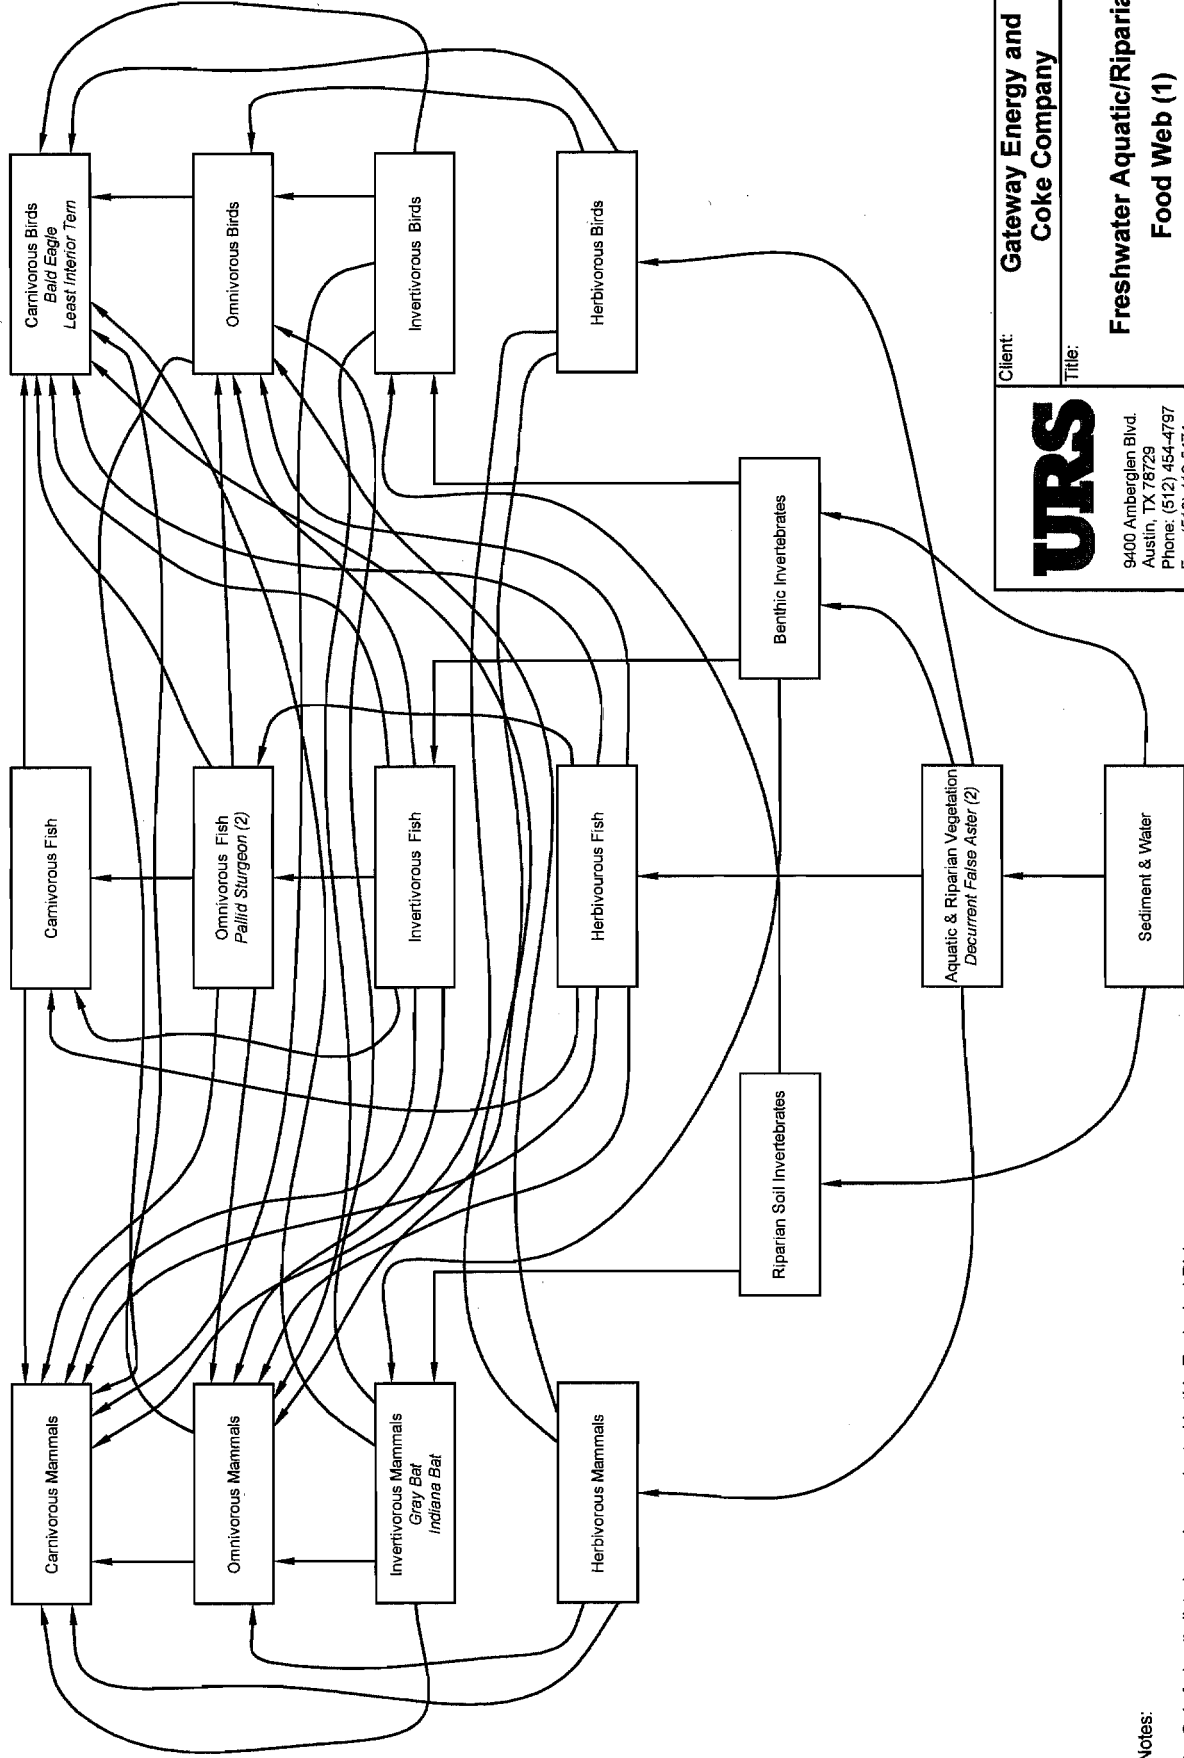 Carnivorous Mammals
Carnivorous Fish
Carnivorous Birds
Bald Eagle
Least Interior Tern
Omnivorous Mammals
Omnivorous Fish
Pallid Sturgeon (2)
Omnivorous Birds
Invertivorous Mammals
Gray Bat
Indiana Bat
Invertivorous Fish
Invertivorous Birds
Herbivorous Mammals
Herbivourous Fish
Herbivorous Birds
Riparian Soil Invertebrates
Benthic Invertebrates
Aquatic & Riparian Vegetation
Decurrent False Aster (2)
Sediment & Water
Notes:
URS
9400 Amberglen Blvd.
Austin, TX 78729
Phone: (512) 454-4797
Client:
Gateway Energy and
Coke Company
Title:
Freshwater Aquatic/Riparia
Food Web (1)